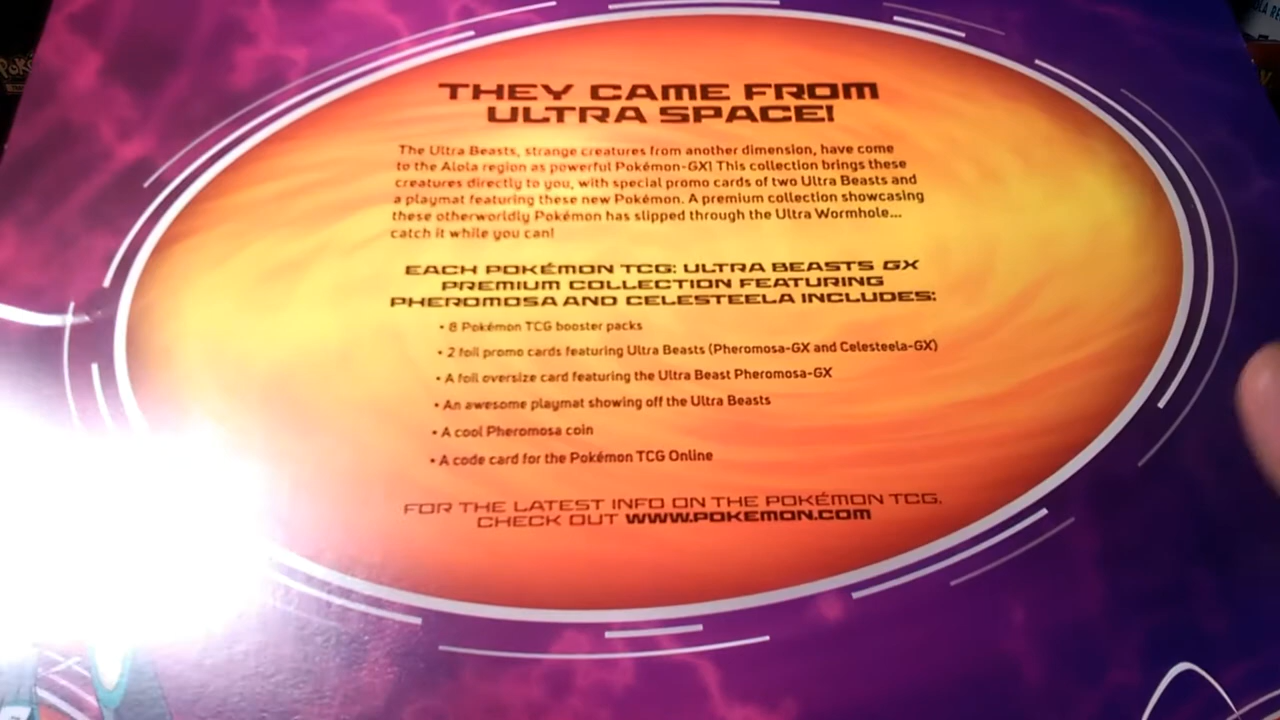 THEY CAME FROM
ULTRA SPACE!
The Ultra Beasts, strange creatures from another dimension, have come
to the Alola region as powerful Pokémon-GX! This collection brings these
creatures directly to you, with special promo cards of two Ultra Beasts and
a playmat featuring these new Pokémon. A premium collection showcasing
these otherworldly Pokémon has slipped through the Ultra Wormhole...
catch it while you can!
EACH POKÉMON TCG: ULTRA BEASTS GX
PREMIUM COLLECTION FEATURING
PHEROMOSA AND CELESTEELA INCLUDES:
• 8 Pokémon TCG booster packs
• 2 foil promo cards featuring Ultra Beasts (Pheromosa-GX and Celesteela-GX)
• A foil oversize card featuring the Ultra Beast Pheromosa-GX
• An awesome playmat showing off the Ultra Beasts
• A cool Pheromosa coin
• A code card for the Pokémon TCG Online
FOR THE LATEST INFO ON THE POKÉMON TCG,
CHECK OUT WWW.POKEMON.COM